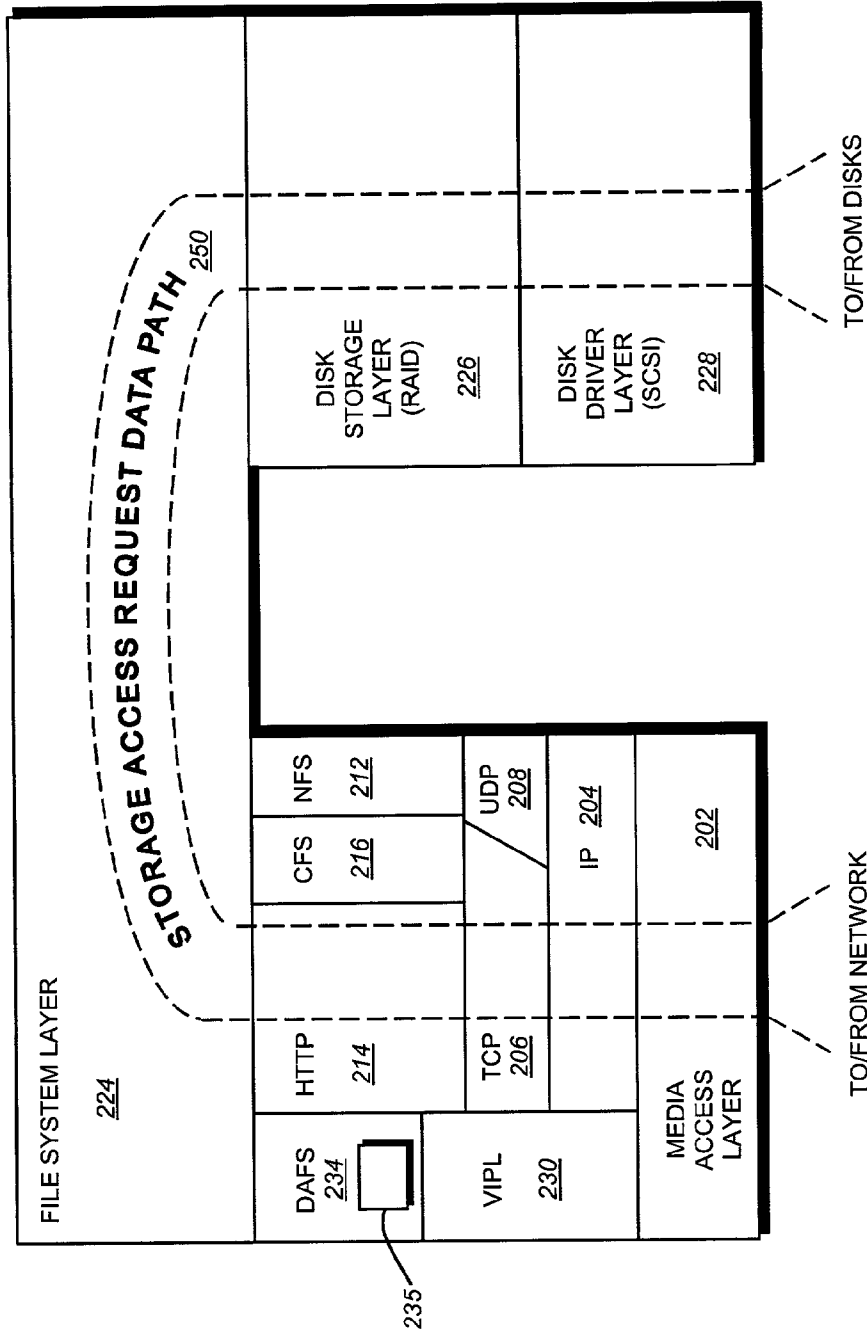 FILE SYSTEM LAYER
224
STORAGE ACCESS REQUEST DATA PATH
250
DAFS
234
235
VIPL
230
HTTP
214
CFS
216
NFS
212
TCP
206
UDP
208
IP 204
MEDIA
ACCESS
LAYER
202
DISK
STORAGE
LAYER
(RAID)
226
DISK
DRIVER
LAYER
(SCSI)
228
TO/FROM NETWORK
TO/FROM DISKS